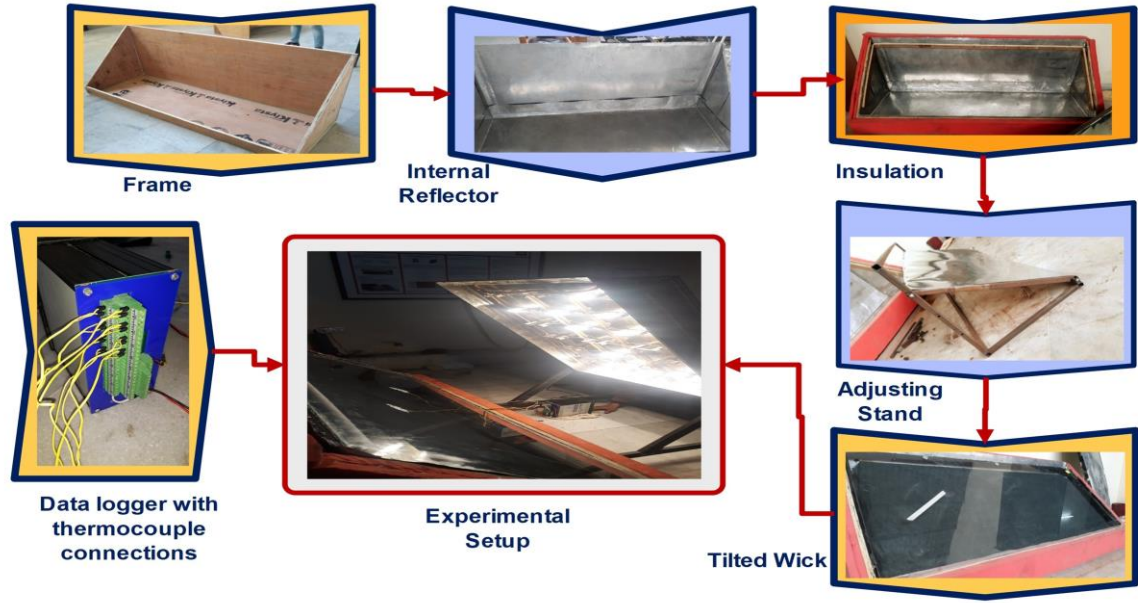 Frame
Internal
Reflector
Insulation
Adjusting
Stand
Tilted Wick
Experimental
Setup
Data logger with
thermocouple
connections